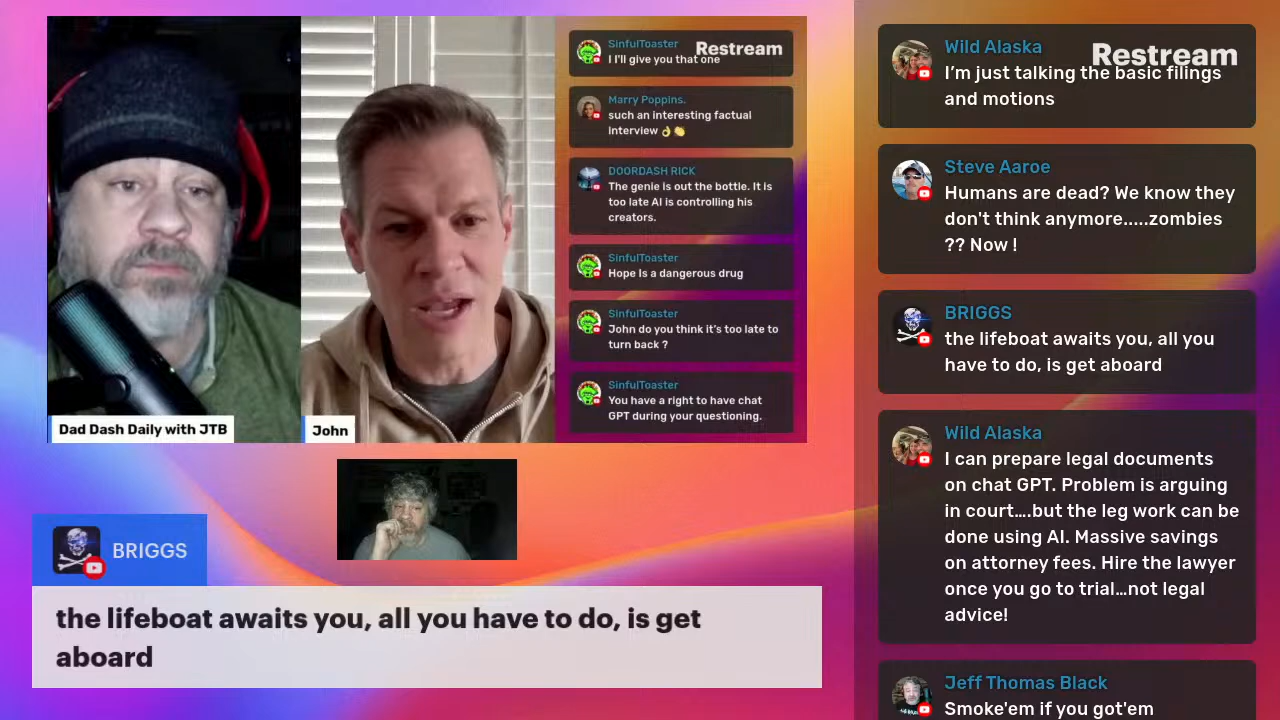 SinfulToaster
I I'll give you that one
Restream
Marry Poppins.
such an interesting factual
interview 👌👏
DOORDASH RICK
The genie is out the bottle. It is
too late AI is controlling his
creators.
SinfulToaster
Hope Is a dangerous drug
SinfulToaster
John do you think it's too late to
turn back ?
SinfulToaster
You have a right to have chat
GPT during your questioning.
Dad Dash Daily with JTB
John
BRIGGS
the lifeboat awaits you, all you have to do, is get
aboard
Restream
Wild Alaska
I’m just talking the basic filings
and motions
Steve Aaroe
Humans are dead? We know they
don't think anymore.....zombies
?? Now !
BRIGGS
the lifeboat awaits you, all you
have to do, is get aboard
Wild Alaska
I can prepare legal documents
on chat GPT. Problem is arguing
in court….but the leg work can be
done using AI. Massive savings
on attorney fees. Hire the lawyer
once you go to trial…not legal
advice!
Jeff Thomas Black
Smoke'em if you got'em